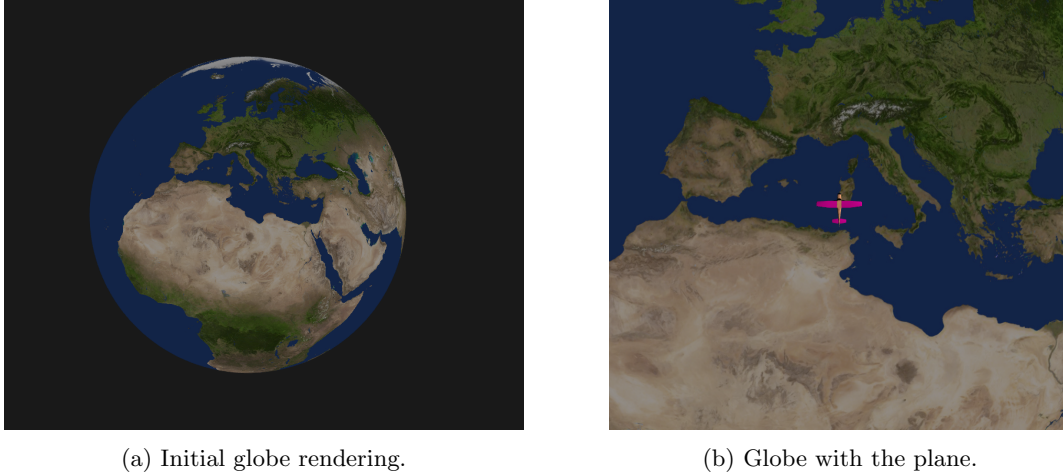 (a) Initial globe rendering.
(b) Globe with the plane.